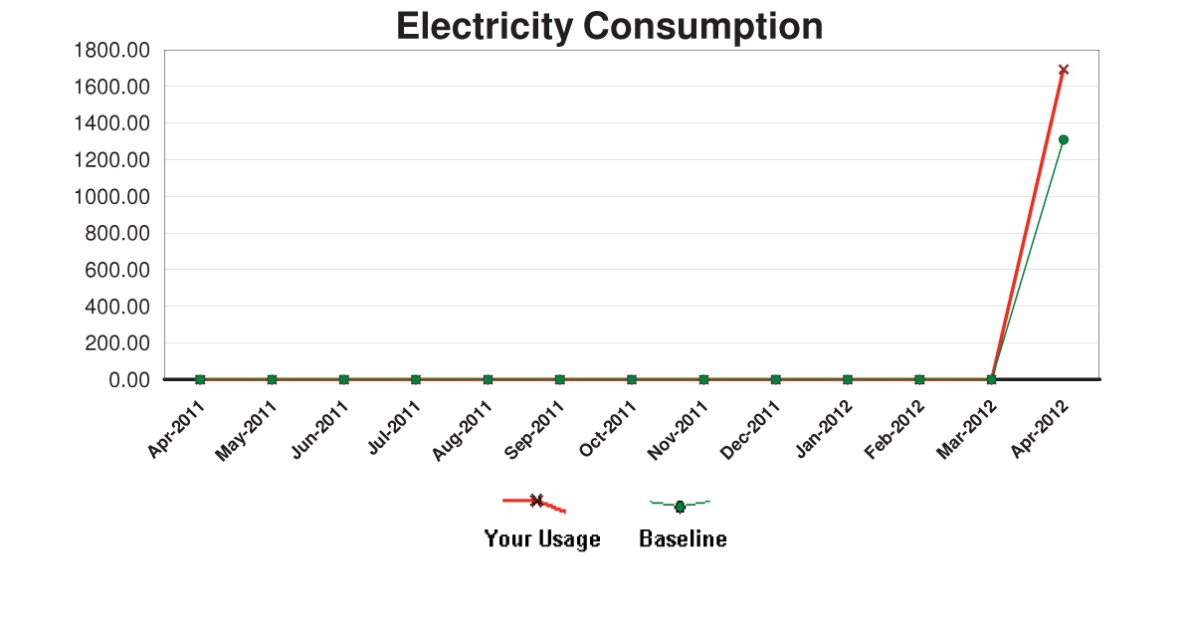 Electricity Consumption
1800.00
1600.00
1400.00
1200.00
1000.00
800.00
600.00
400.00
200.00
0.00
Apr-2011
May-2011
Jun-2011
Jul-2011
Aug-2011
Sep-2011
Oct-2011
Nov-2011
Dec-2011
Jan-2012
Feb-2012
Mar-2012
Apr-2012
Your Usage
Baseline